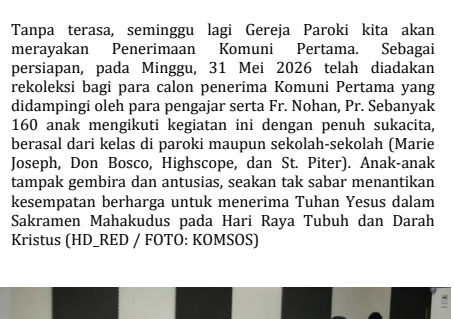 Tanpa terasa, seminggu lagi Gereja Paroki kita akan
merayakan Penerimaan Komuni Pertama. Sebagai
persiapan, pada Minggu, 31 Mei 2026 telah diadakan
rekoleksi bagi para calon penerima Komuni Pertama yang
didampingi oleh para pengajar serta Fr. Nohan, Pr. Sebanyak
160 anak mengikuti kegiatan ini dengan penuh sukacita,
berasal dari kelas di paroki maupun sekolah-sekolah (Marie
Joseph, Don Bosco, Highscope, dan St. Piter). Anak-anak
tampak gembira dan antusias, seakan tak sabar menantikan
kesempatan berharga untuk menerima Tuhan Yesus dalam
Sakramen Mahakudus pada Hari Raya Tubuh dan Darah
Kristus (HD_RED / FOTO: KOMSOS)